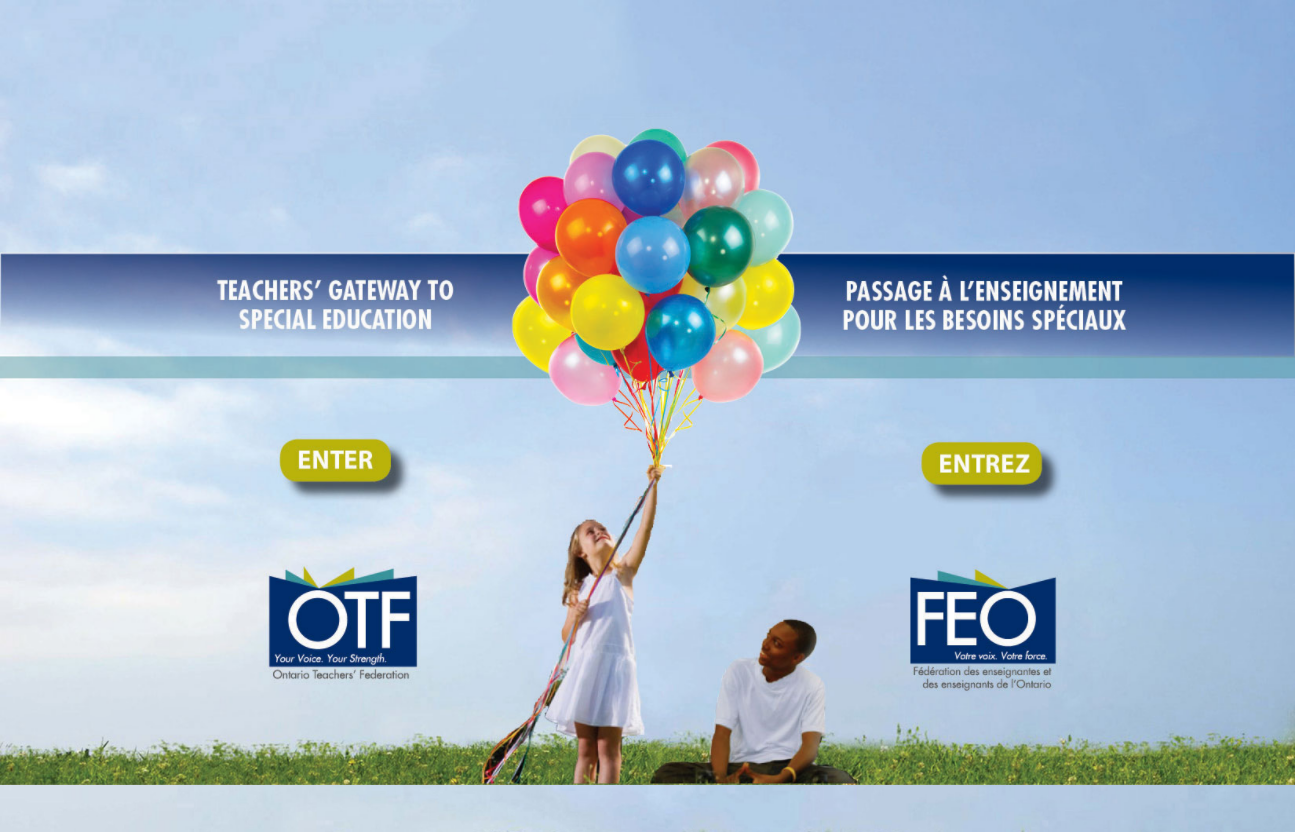 TEACHERS' GATEWAY TO
SPECIAL EDUCATION
ENTER
OTF
Your Voice. Your Strength.
Ontario Teachers' Federation
PASSAGE À L'ENSEIGNEMENT
POUR LES BESOINS SPÉCIAUX
ENTREZ
FEO
Votre voix. Votre force.
Fédération des enseignantes et
des enseignants de l'Ontario